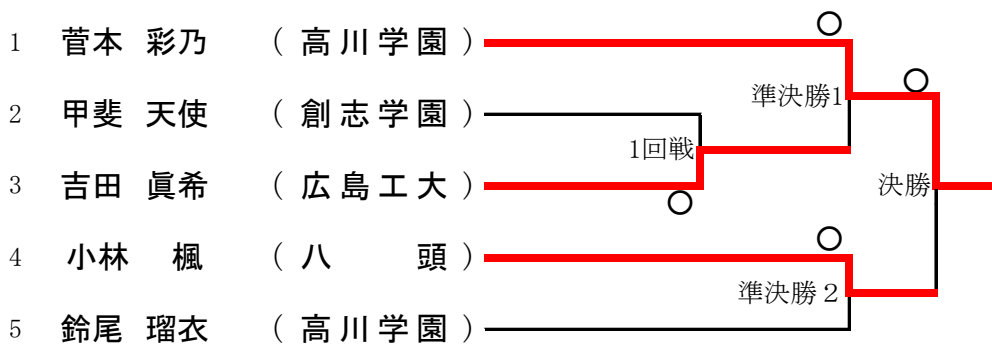 1 菅本 彩乃 ( 高川学園 )
準決勝1
2 甲斐 天使 ( 創志学園 )
1回戦
3 吉田 眞希 ( 広島工大 )
決勝
4 小林 楓 ( 八 頭 )
準決勝2
5 鈴尾 瑠衣 ( 高川学園 )